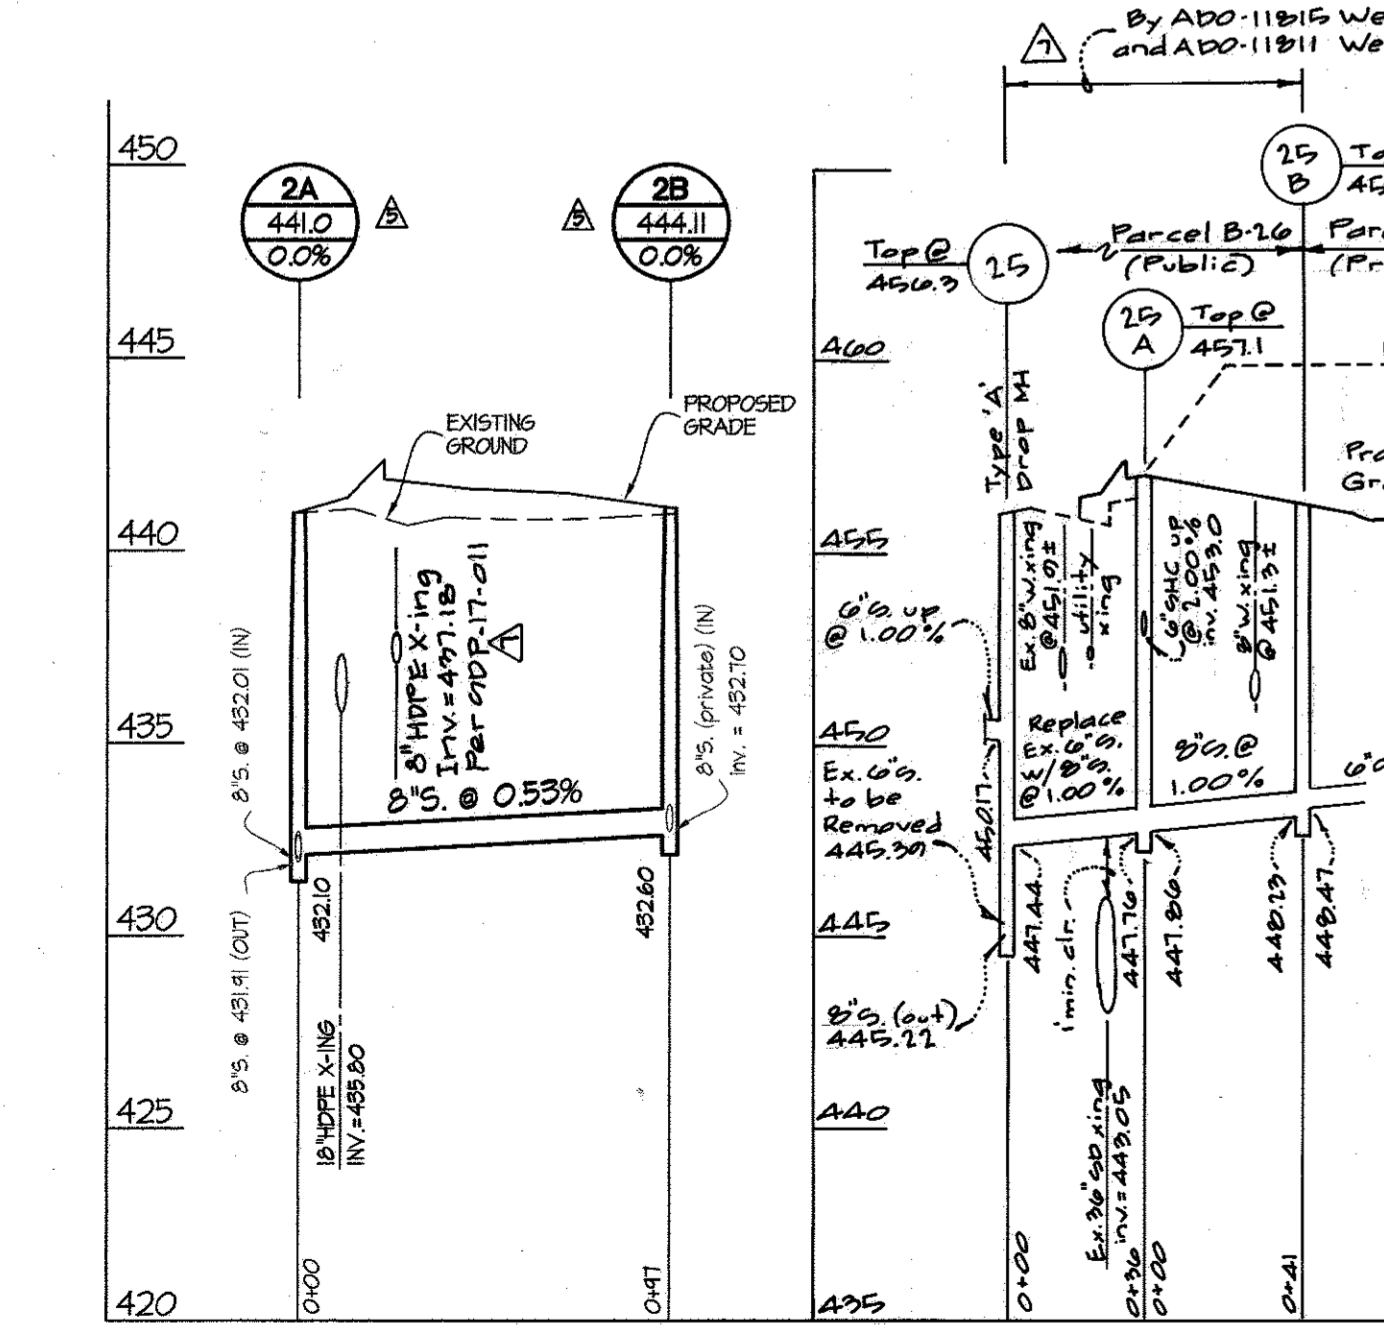 By ADO-11815 We
and ADO-11811 We
7
450
445
440
435
430
425
420
2A
441.0
0.0%
5
5
2B
444.11
0.0%
EXISTING
GROUND
PROPOSED
GRADE
8"HDPE X-ing
Inv.=437.18
Per SDP-17-011
7
8"S. @ 0.53%
8"S. @ 432.01 (IN)
8"S. @ 431.91 (OUT)
432.10
432.60
8"S. (private) (IN)
inv. = 432.70
18"HDPE X-ING
INV.=435.80
0+00
0+97
460
455
450
445
440
435
Top @
456.3
25
Parcel B-26
(Public)
25
B
25
A
Top @
457.1
Type 'A'
Drop MH
6"S. up
@ 1.00%
Ex. 8"W.xing
@451.9±
utility
xing
6"SHC up
@ 2.00%
inv. 453.0
8"W.xing
@ 451.3±
Replace
Ex. 6"S.
w/8"S.
@1.00%
8"S.@
1.00%
Ex. 6"S.
to be
Removed
445.39
450.17
8"S. (out)
445.22
447.44
1'min. clr.
447.76
447.86
448.23
448.47
Ex. 36"SD xing
inv.= 443.05
0+00
0+36
0+00
0+41